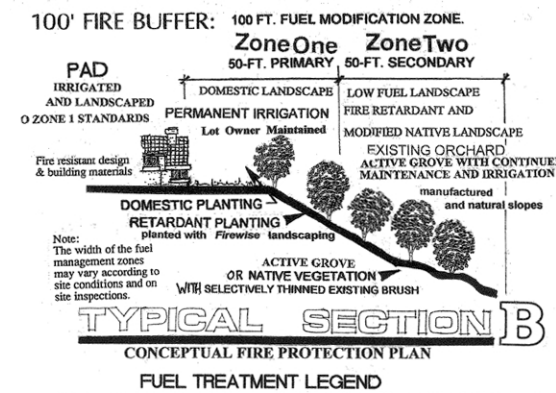 100' FIRE BUFFER: 100 FT. FUEL MODIFICATION ZONE.
Zone One Zone Two
50-FT. PRIMARY 50-FT. SECONDARY
PAD
IRRIGATED
AND LANDSCAPED
O ZONE 1 STANDARDS
DOMESTIC LANDSCAPE
PERMANENT IRRIGATION
Lot Owner Maintained
LOW FUEL LANDSCAPE
FIRE RETARDANT AND
MODIFIED NATIVE LANDSCAPE
EXISTING ORCHARD
ACTIVE GROVE WITH CONTINUE
MAINTENANCE AND IRRIGATION
manufactured
and natural slopes
Fire resistant design
& building materials
DOMESTIC PLANTING
RETARDANT PLANTING
planted with Firewise landscaping
Note:
The width of the fuel
management zones
may vary according to
site conditions and on
site inspections.
ACTIVE GROVE
OR NATIVE VEGETATION
WITH SELECTIVELY THINNED EXISTING BRUSH
TYPICAL SECTION B
CONCEPTUAL FIRE PROTECTION PLAN
FUEL TREATMENT LEGEND